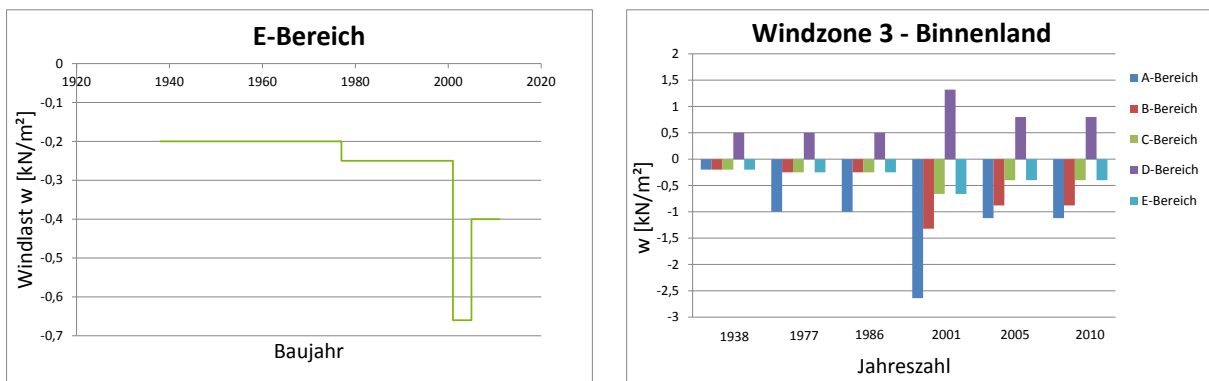 E-Bereich
0
1920 1940 1960 1980 2000 2020
-0,1
-0,2
-0,3
-0,4
-0,5
-0,6
-0,7
Windlast w [kN/m²]
Baujahr
Windzone 3 - Binnenland
2
1,5
1
0,5
0
-0,5
-1
-1,5
-2
-2,5
-3
w [kN/m²]
1938 1977 1986 2001 2005 2010
Jahreszahl
A-Bereich
B-Bereich
C-Bereich
D-Bereich
E-Bereich